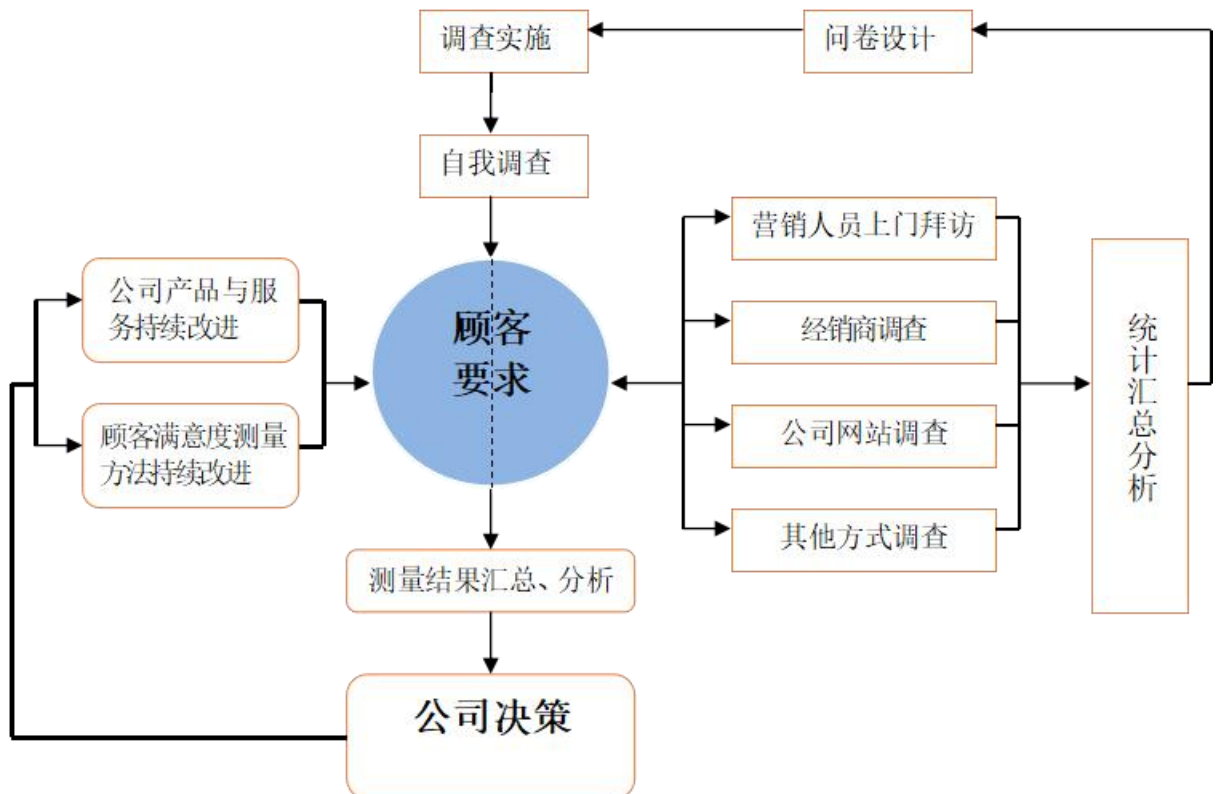 调查实施
问卷设计
自我调查
营销人员上门拜访
公司产品与服
务持续改进
顾客
要求
经销商调查
统计汇总分析
顾客满意度测量
方法持续改进
公司网站调查
其他方式调查
测量结果汇总、分析
公司决策